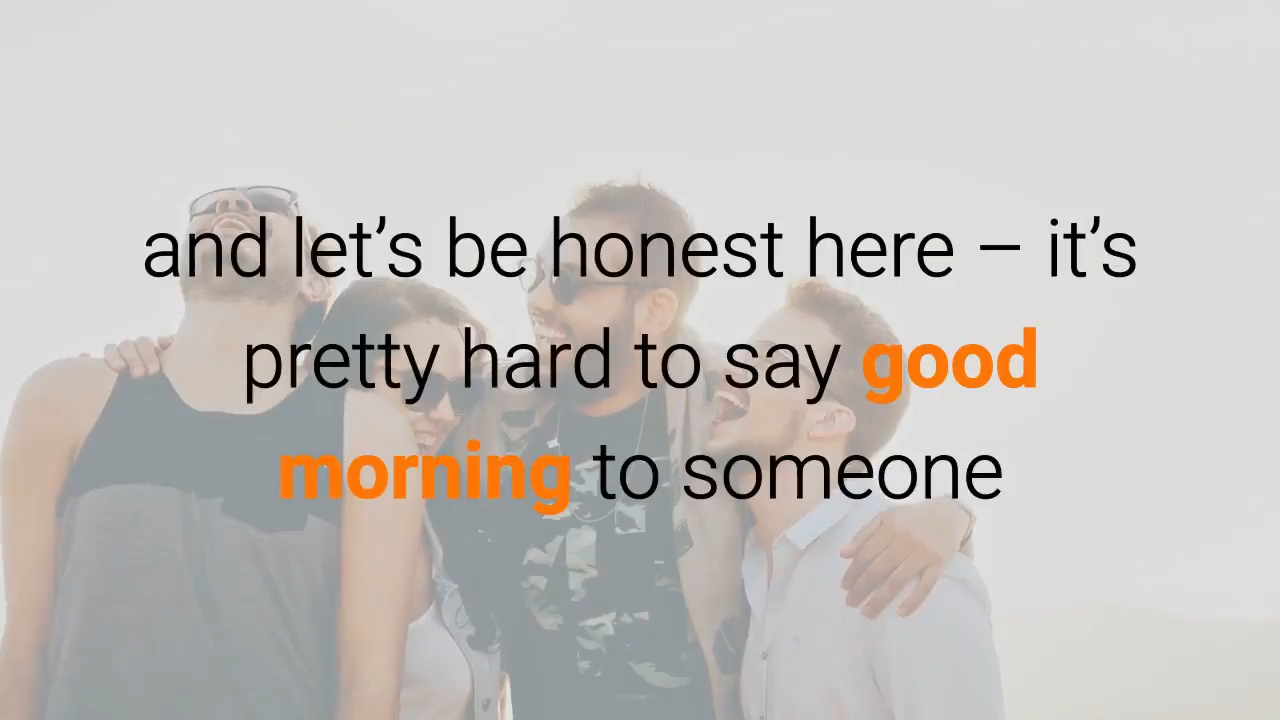 and let’s be honest here – it’s
pretty hard to say good
morning to someone